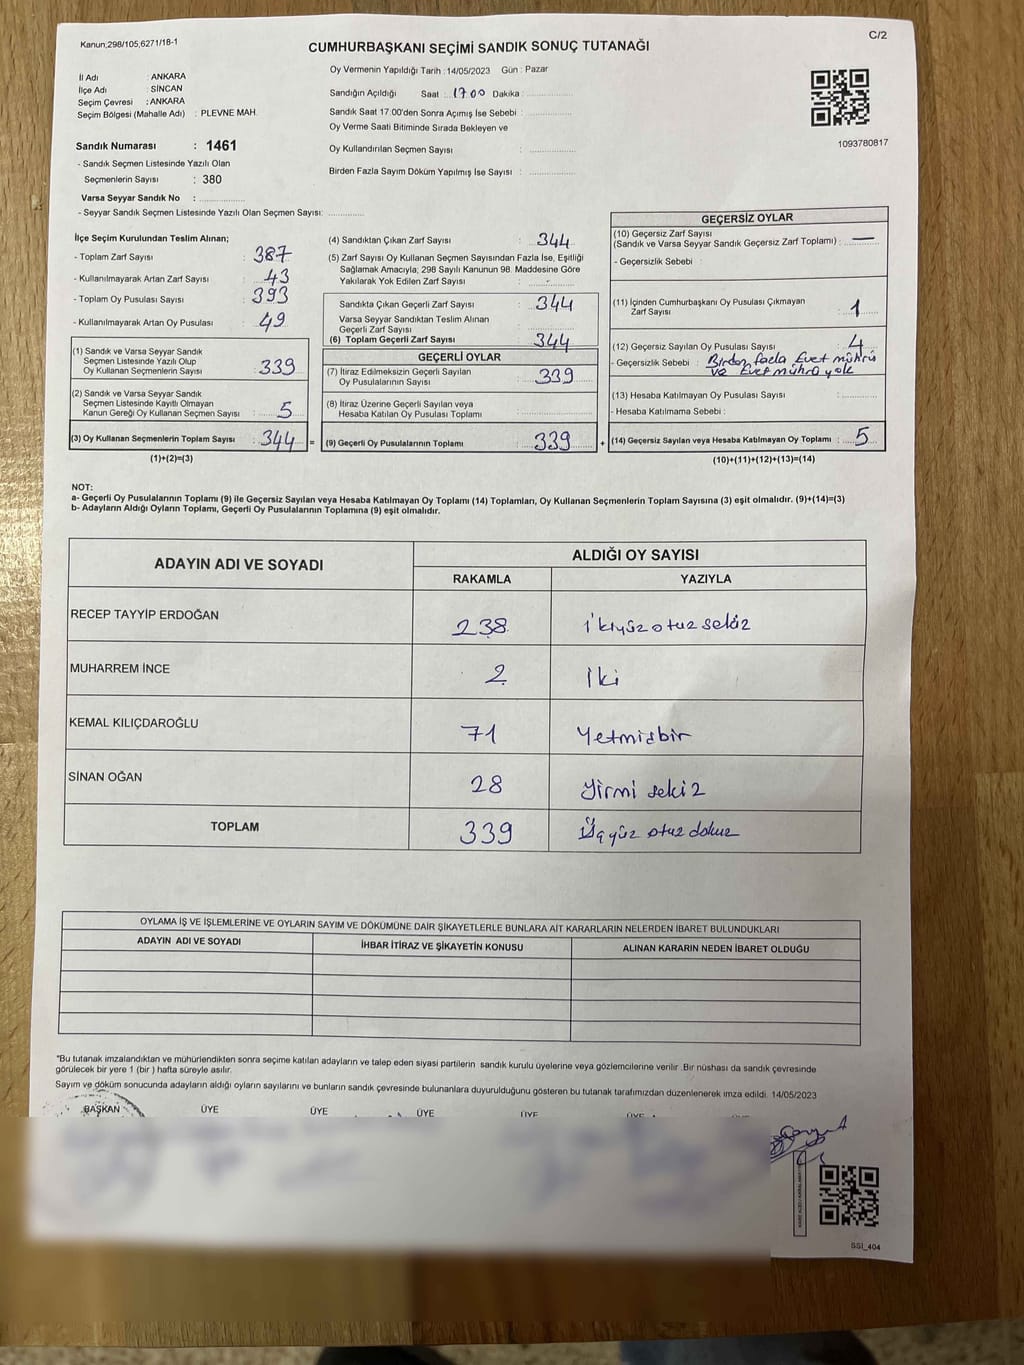 Kanun;298/105,6271/18-1
C/2
CUMHURBAŞKANI SEÇİMİ SANDIK SONUÇ TUTANAĞI
İl Adı : ANKARA
İlçe Adı : SİNCAN
Seçim Çevresi : ANKARA
Seçim Bölgesi (Mahalle Adı) : PLEVNE MAH.
Oy Vermenin Yapıldığı Tarih : 14/05/2023 Gün : Pazar
Sandığın Açıldığı Saat : 17 00 Dakika :
Sandık Saat 17:00'den Sonra Açımış İse Sebebi :
Oy Verme Saati Bitiminde Sırada Bekleyen ve
Oy Kullandırılan Seçmen Sayısı :
Birden Fazla Sayım Döküm Yapılmış İse Sayısı :
1093780817
Sandık Numarası : 1461
- Sandık Seçmen Listesinde Yazılı Olan
Seçmenlerin Sayısı : 380
Varsa Seyyar Sandık No :
- Seyyar Sandık Seçmen Listesinde Yazılı Olan Seçmen Sayısı:
İlçe Seçim Kurulundan Teslim Alınan;
- Toplam Zarf Sayısı : 387
- Kullanılmayarak Artan Zarf Sayısı : 43
- Toplam Oy Pusulası Sayısı : 393
- Kullanılmayarak Artan Oy Pusulası : 49
(1) Sandık ve Varsa Seyyar Sandık
Seçmen Listesinde Yazılı Olup
Oy Kullanan Seçmenlerin Sayısı : 339
(2) Sandık ve Varsa Seyyar Sandık
Seçmen Listesinde Kayıtlı Olmayan
Kanun Gereği Oy Kullanan Seçmen Sayısı : 5
(3) Oy Kullanan Seçmenlerin Toplam Sayısı : 344 =
(1)+(2)=(3)
(4) Sandıktan Çıkan Zarf Sayısı : 344
(5) Zarf Sayısı Oy Kullanan Seçmen Sayısından Fazla İse, Eşitliği
Sağlamak Amacıyla; 298 Sayılı Kanunun 98. Maddesine Göre
Yakılarak Yok Edilen Zarf Sayısı :
Sandıkta Çıkan Geçerli Zarf Sayısı : 344
Varsa Seyyar Sandıktan Teslim Alınan
Geçerli Zarf Sayısı :
(6) Toplam Geçerli Zarf Sayısı : 344
GEÇERLİ OYLAR
(7) İtiraz Edilmeksizin Geçerli Sayılan
Oy Pusulalarının Sayısı : 339
(8) İtiraz Üzerine Geçerli Sayılan veya
Hesaba Katılan Oy Pusulası Toplamı :
(9) Geçerli Oy Pusulalarının Toplamı : 339 +
GEÇERSİZ OYLAR
(10) Geçersiz Zarf Sayısı
(Sandık ve Varsa Seyyar Sandık Geçersiz Zarf Toplamı) : —
- Geçersizlik Sebebi :
(11) İçinden Cumhurbaşkanı Oy Pusulası Çıkmayan
Zarf Sayısı : 1
(12) Geçersiz Sayılan Oy Pusulası Sayısı : 4
- Geçersizlik Sebebi : Birden fazla Evet mührü
ve Evet mührü yok
(13) Hesaba Katılmayan Oy Pusulası Sayısı :
- Hesaba Katılmama Sebebi :
(14) Geçersiz Sayılan veya Hesaba Katılmayan Oy Toplamı : 5
(10)+(11)+(12)+(13)=(14)
NOT:
a- Geçerli Oy Pusulalarının Toplamı (9) ile Geçersiz Sayılan veya Hesaba Katılmayan Oy Toplamı (14) Toplamları, Oy Kullanan Seçmenlerin Toplam Sayısına (3) eşit olmalıdır. (9)+(14)=(3)
b- Adayların Aldığı Oyların Toplamı, Geçerli Oy Pusulalarının Toplamına (9) eşit olmalıdır.
ADAYIN ADI VE SOYADI
ALDIĞI OY SAYISI
RAKAMLA YAZIYLA
RECEP TAYYİP ERDOĞAN 238 ikiyüz otuz sekiz
MUHARREM İNCE 2 İki
KEMAL KILIÇDAROĞLU 71 Yetmişbir
SİNAN OĞAN 28 Yirmi sekiz
TOPLAM 339 Üçyüz otuz dokuz
OYLAMA İŞ VE İŞLEMLERİNE VE OYLARIN SAYIM VE DÖKÜMÜNE DAİR ŞİKAYETLERLE BUNLARA AİT KARARLARIN NELERDEN İBARET BULUNDUKLARI
ADAYIN ADI VE SOYADI İHBAR İTİRAZ VE ŞİKAYETİN KONUSU ALINAN KARARIN NEDEN İBARET OLDUĞU
"Bu tutanak imzalandıktan ve mühürlendikten sonra seçime katılan adayların ve talep eden siyasi partilerin sandık kurulu üyelerine veya gözlemcilerine verilir. Bir nüshası da sandık çevresinde
görülecek bir yere 1 (bir) hafta süreyle asılır.
Sayım ve döküm sonucunda adayların aldığı oyların sayılarını ve bunların sandık çevresinde bulunanlara duyurulduğunu gösteren bu tutanak tarafımızdan düzenlenerek imza edildi. 14/05/2023
BAŞKAN ÜYE ÜYE ÜYE ÜYE ÜYE
SSİ_404